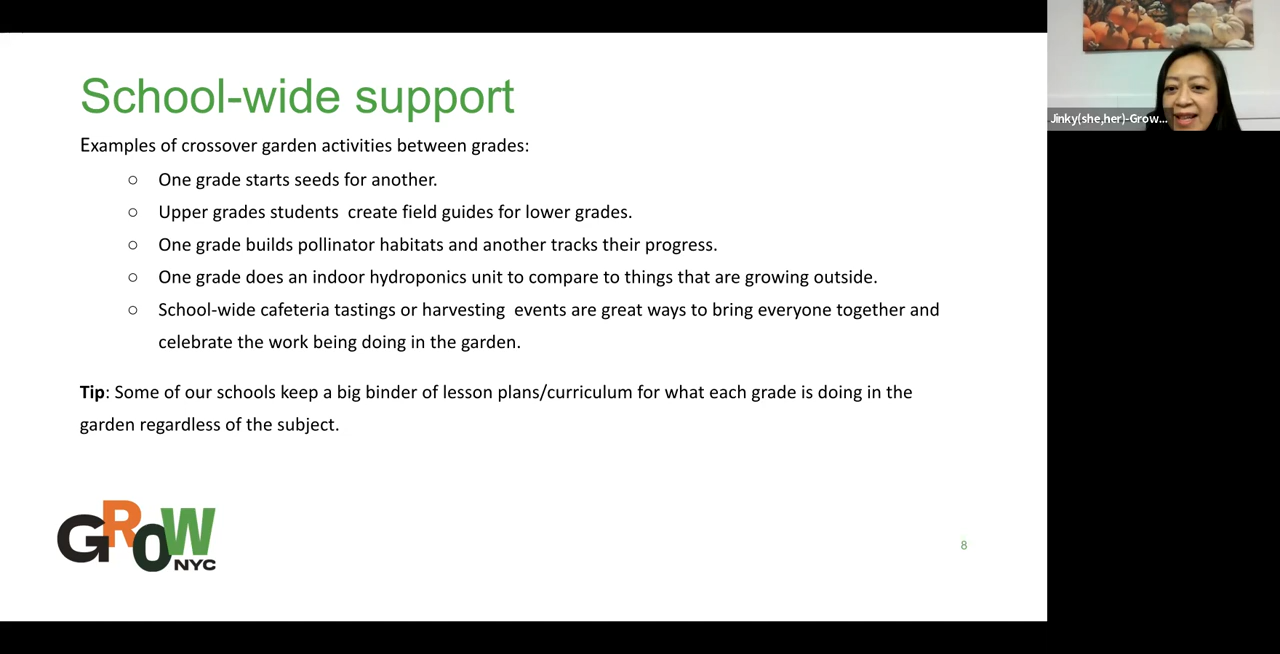 School-wide support
Examples of crossover garden activities between grades:
○ One grade starts seeds for another.
○ Upper grades students  create field guides for lower grades.
○ One grade builds pollinator habitats and another tracks their progress.
○ One grade does an indoor hydroponics unit to compare to things that are growing outside.
○ School-wide cafeteria tastings or harvesting  events are great ways to bring everyone together and
celebrate the work being doing in the garden.
Tip: Some of our schools keep a big binder of lesson plans/curriculum for what each grade is doing in the
garden regardless of the subject.
GROW
NYC
8
Jinky(she,her)-Grow...